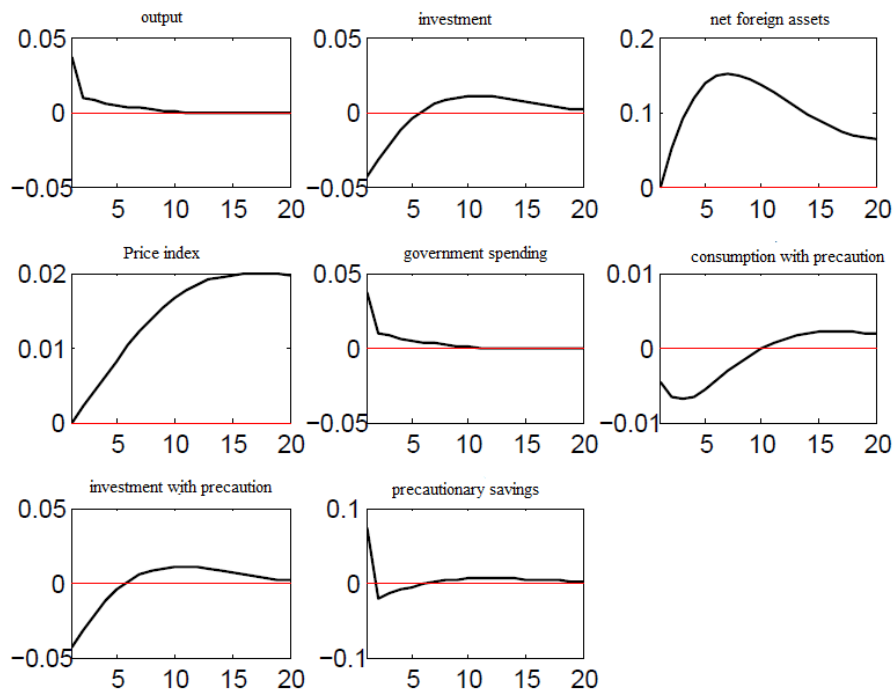 output
investment
net foreign assets
0.05
0
−0.05
5 10 15 20
0.05
0
−0.05
5 10 15 20
0.2
0.1
0
5 10 15 20
Price index
government spending
consumption with precaution
0.02
0.01
0
5 10 15 20
0.05
0
−0.05
5 10 15 20
0.01
0
−0.01
5 10 15 20
investment with precaution
precautionary savings
0.05
0
−0.05
5 10 15 20
0.1
0
−0.1
5 10 15 20